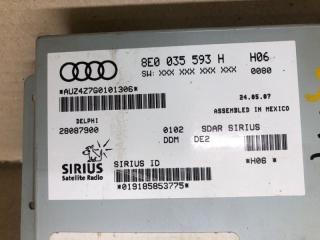 8E0 035 593 H H06
SW: XXX XXX XXX XXX 0080
*AUZ4Z7G0101306*
24.05.07
ASSEMBLED IN MEXICO
DELPHI
28087900 0102 SDAR SIRIUS
DDM DE2
SIRIUS SIRIUS ID *H06 *
Satellite Radio
*019185853775*